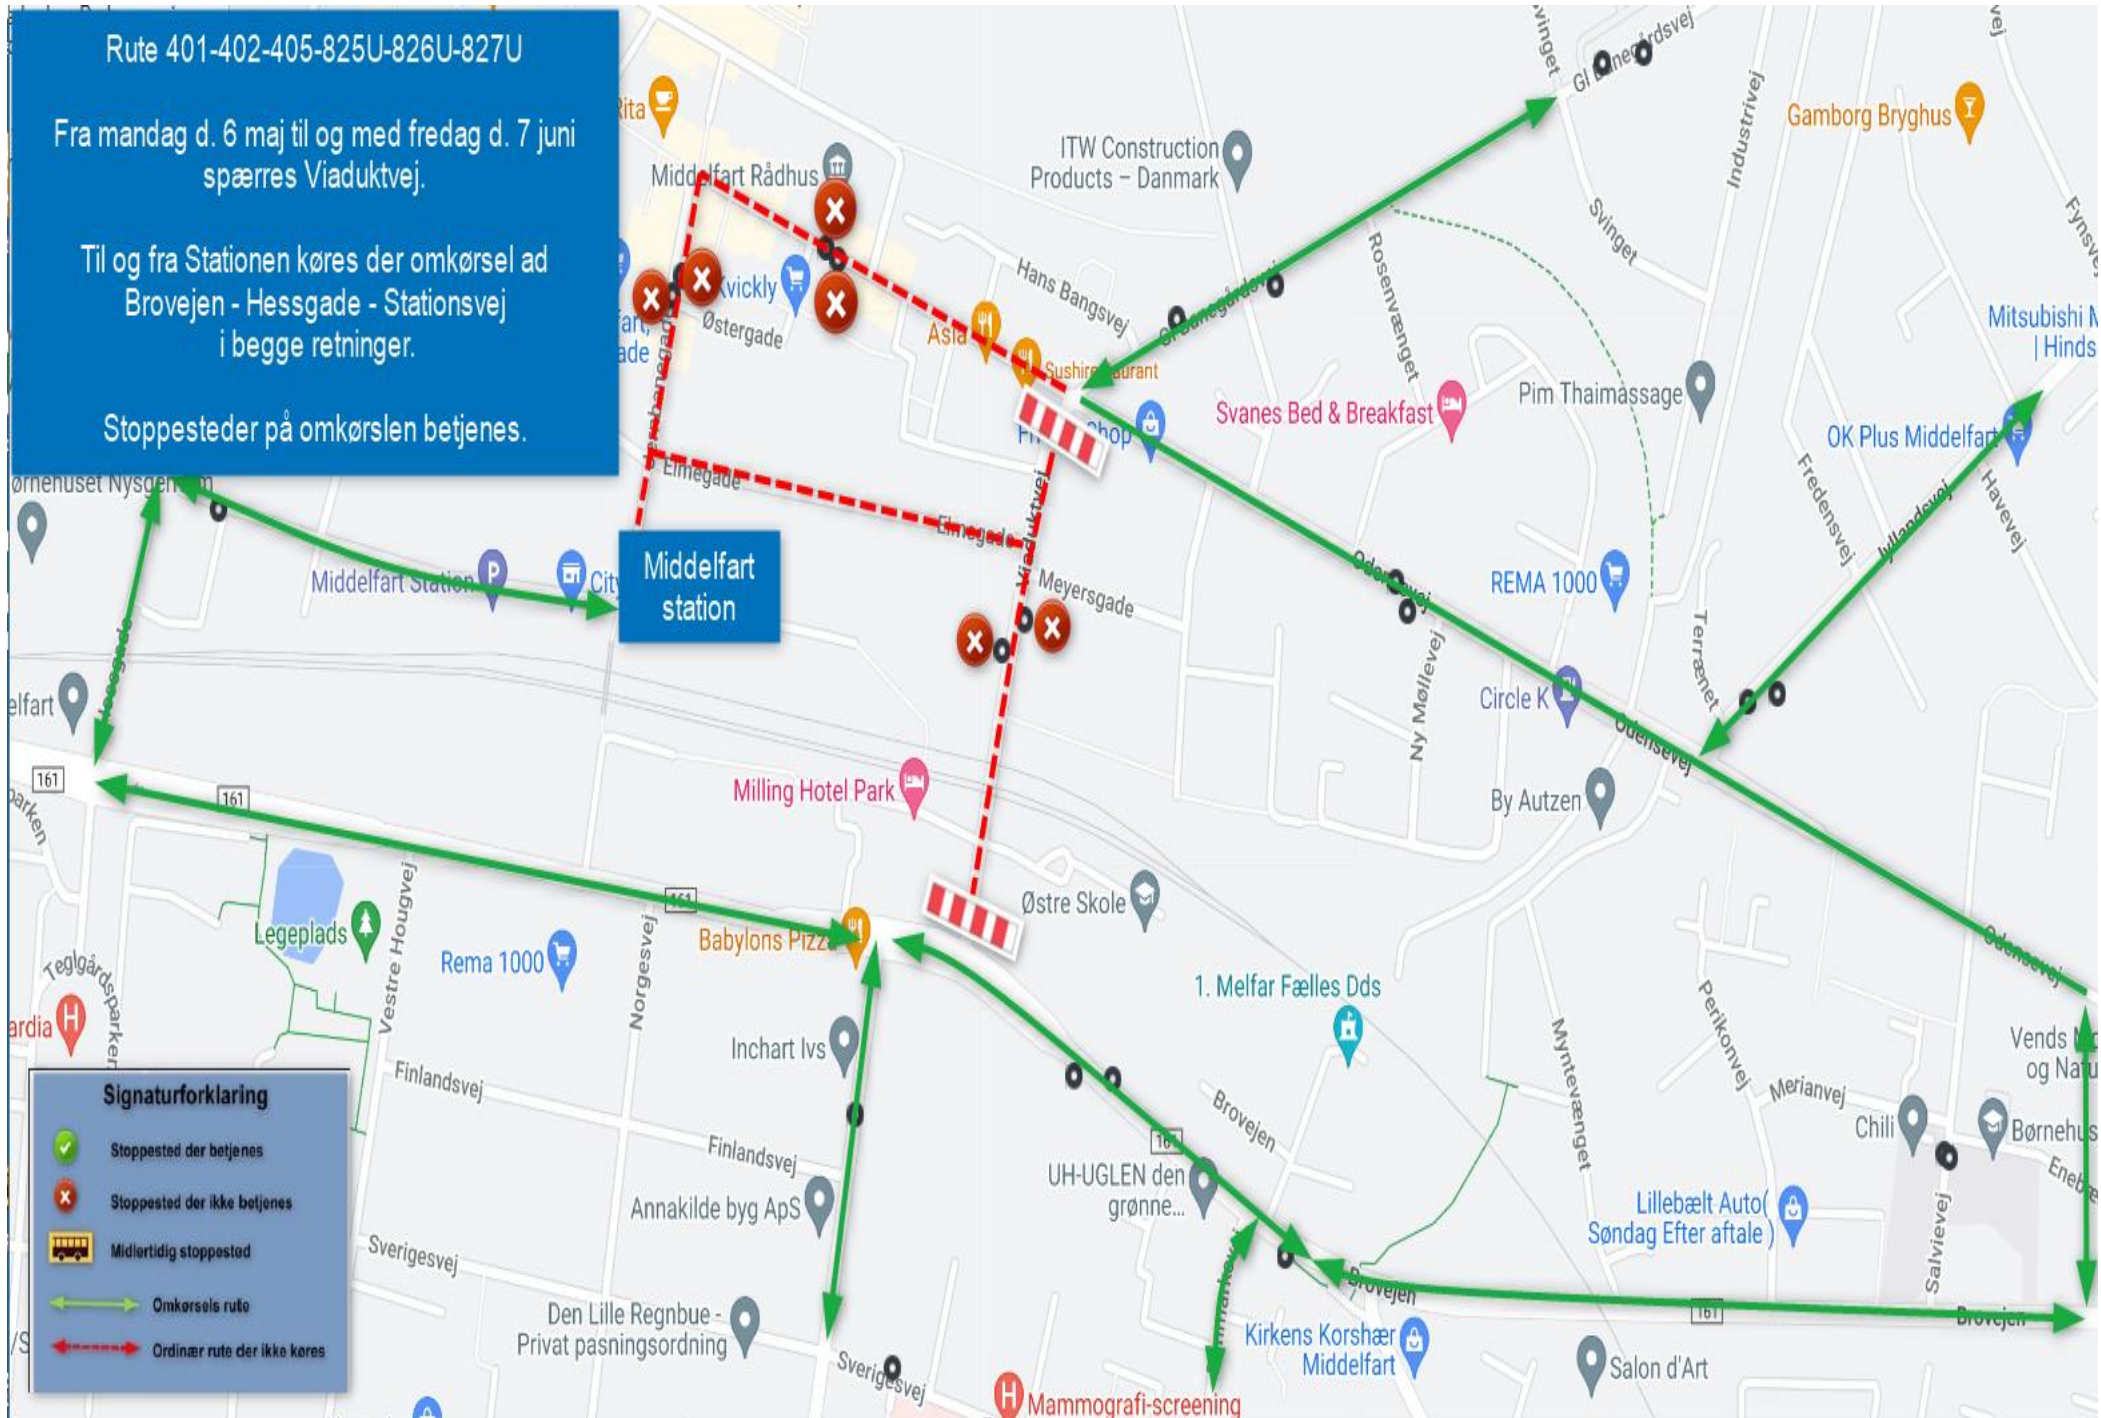 Rute 401-402-405-825U-826U-827U
Fra mandag d. 6 maj til og med fredag d. 7 juni
spærres Viaduktvej.
Til og fra Stationen køres der omkørsel ad
Brovejen - Hessgade - Stationsvej
i begge retninger.
Stoppesteder på omkørslen betjenes.
Middelfart Rådhus
Kvickly
Østergade
Asia
Hans Bangsvej
ITW Construction
Products – Danmark
Svinget
Industrivej
Gamborg Bryghus
Svinget
Rosenvænget
Mitsubishi
Svanes Bed & Breakfast
Pim Thaimassage
OK Plus Middelfart
Fredensvej
Havevej
Jyllandsvej
Elmegade
Elmegade
Viaduktvej
Meyersgade
Middelfart Station
P
Middelfart
station
Odensevej
REMA 1000
Terrænet
Ny Møllevej
Circle K
Odensevej
By Autzen
Hessgade
161
161
161
Milling Hotel Park
Østre Skole
Babylons Pizza
Legeplads
Rema 1000
Vestre Hougvej
Norgesvej
Inchart Ivs
Finlandsvej
Finlandsvej
Annakilde byg ApS
Sverigesvej
Den Lille Regnbue -
Privat pasningsordning
Sverigesvej
H
Mammografi-screening
H
1. Melfar Fælles Dds
Brovejen
161
UH-UGLEN den
grønne...
Kirkens Korshær
Middelfart
Brovejen
161
Brovejen
Salon d'Art
Lillebælt Auto(
Søndag Efter aftale )
Salvievej
Chili
Merianvej
Perikonvej
Myntevænget
Odensevej
Vends
Signaturforklaring
Stoppested der betjenes
Stoppested der ikke betjenes
Midlertidig stoppested
Omkørsels rute
Ordinær rute der ikke køres